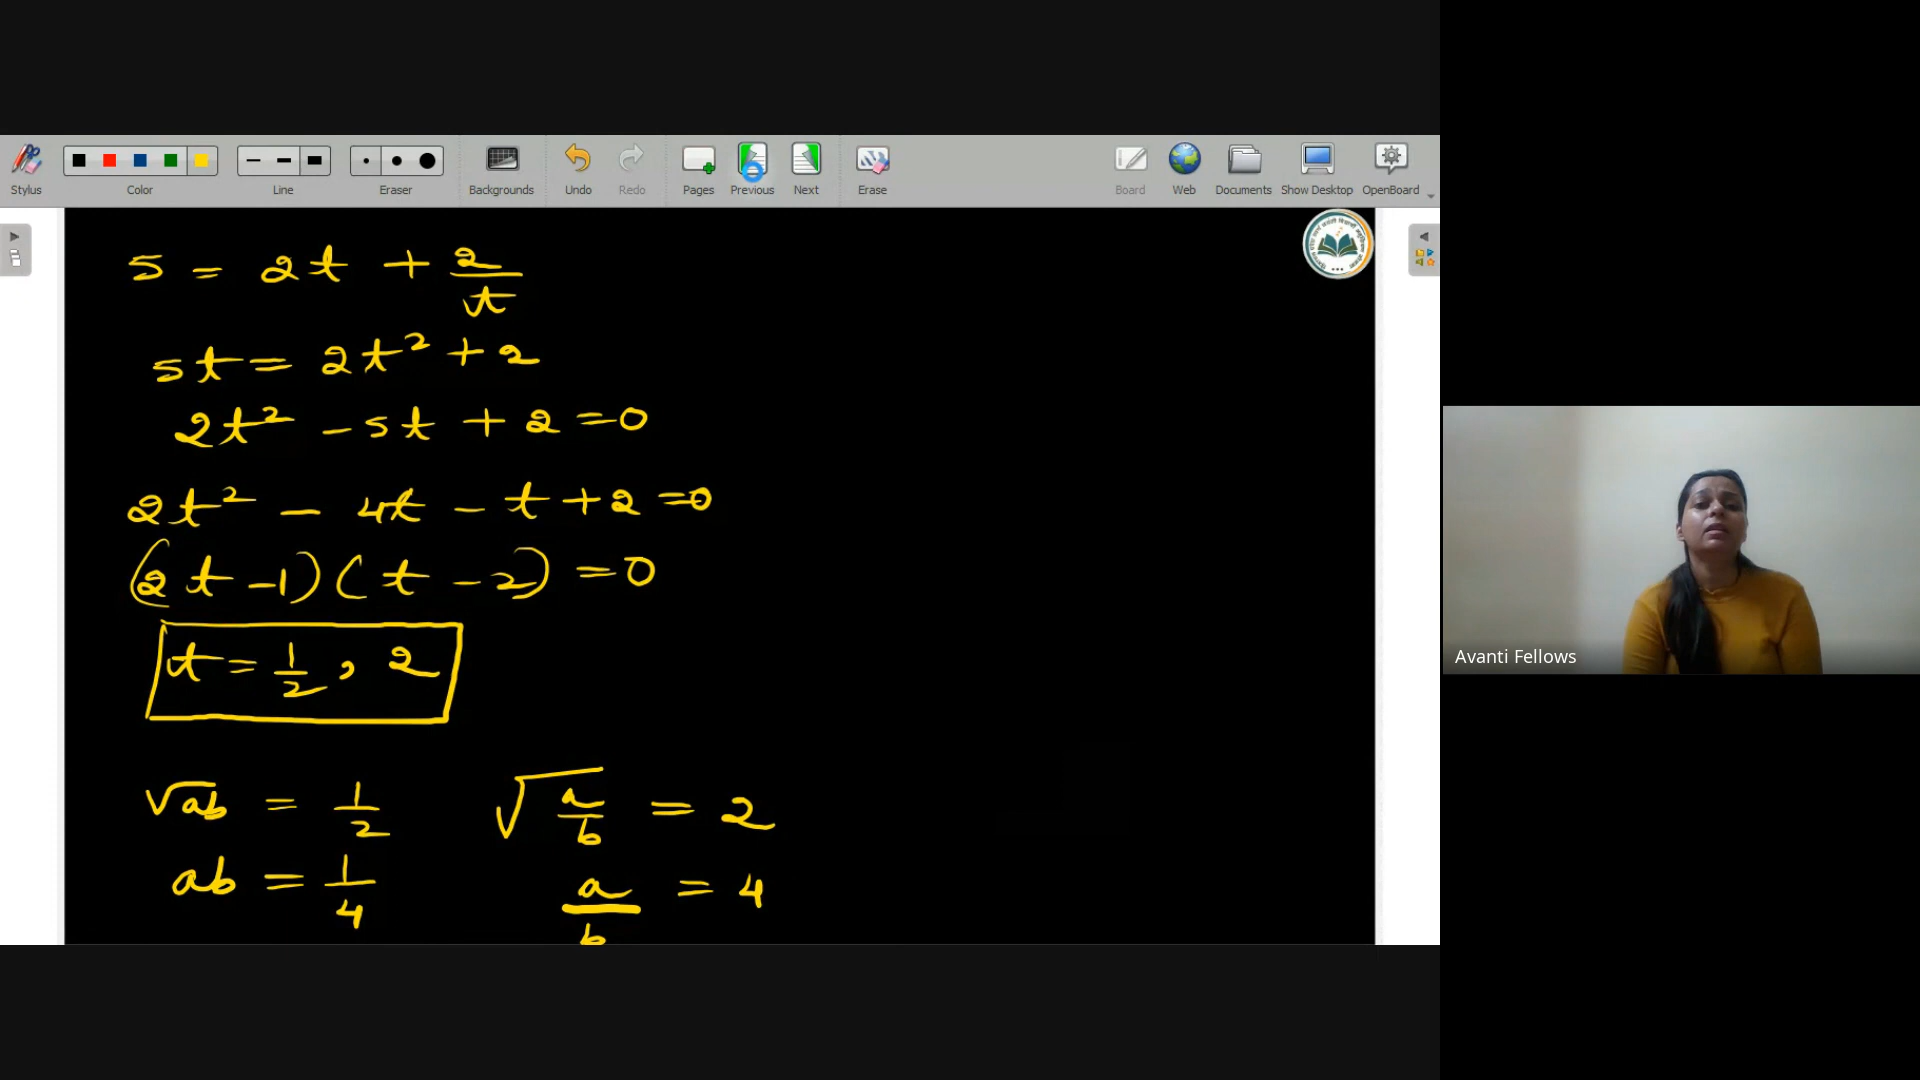 Stylus Color Line Eraser Backgrounds Undo Redo Pages Previous Next Erase Board Web Documents Show Desktop OpenBoard
5 = 2t + 2/t
5t = 2t² + 2
2t² - 5t + 2 = 0
2t² - 4t - t + 2 = 0
(2t - 1)(t - 2) = 0
t = 1/2, 2
√ab = 1/2 √(a/b) = 2
ab = 1/4 a/b = 4
Avanti Fellows